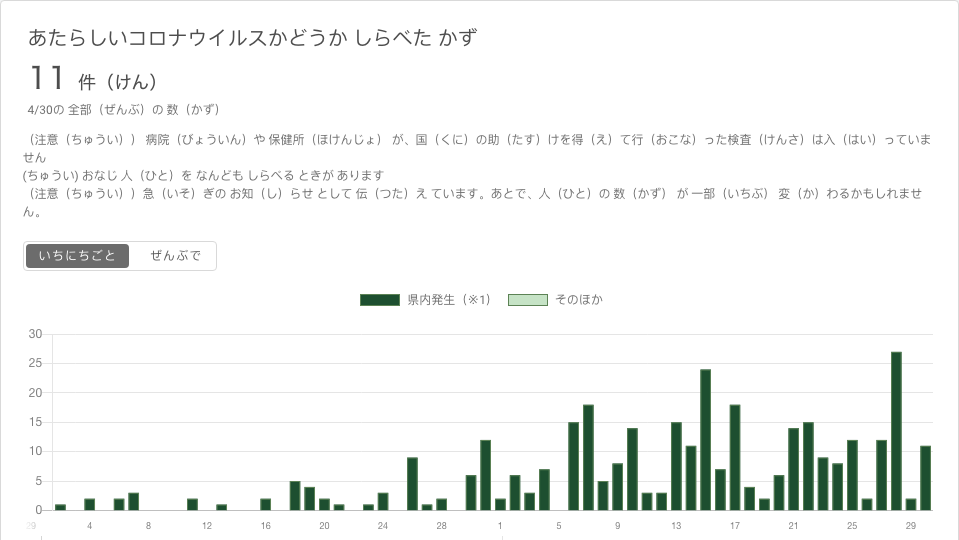 あたらしいコロナウイルスかどうか しらべた かず
11 件（けん）
4/30の 全部（ぜんぶ）の 数（かず）
（注意（ちゅうい）） 病院（びょういん）や 保健所（ほけんじょ） が、国（くに）の助（たす）けを得（え）て行（おこな）った検査（けんさ）は入（はい）っていま
せん
(ちゅうい) おなじ 人（ひと）を なんども しらべる ときが あります
（注意（ちゅうい））急（いそ）ぎの お知（し）らせ として 伝（つた）え ています。あとで、人（ひと）の 数（かず） が 一部（いちぶ） 変（か）わるかもしれませ
ん。
いちにちごと ぜんぶで
県内発生（※1） そのほか
30
25
20
15
10
5
0
29 4 8 12 16 20 24 28 1 5 9 13 17 21 25 29